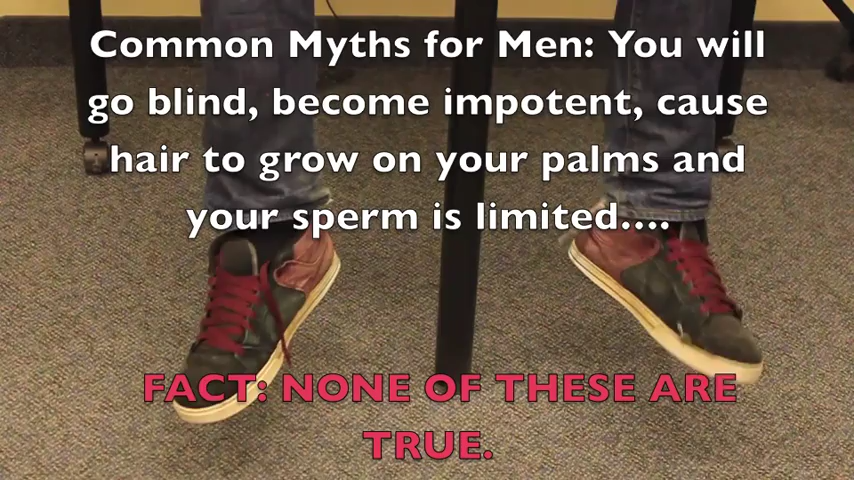 Common Myths for Men: You will
go blind, become impotent, cause
hair to grow on your palms and
your sperm is limited....
FACT: NONE OF THESE ARE
TRUE.